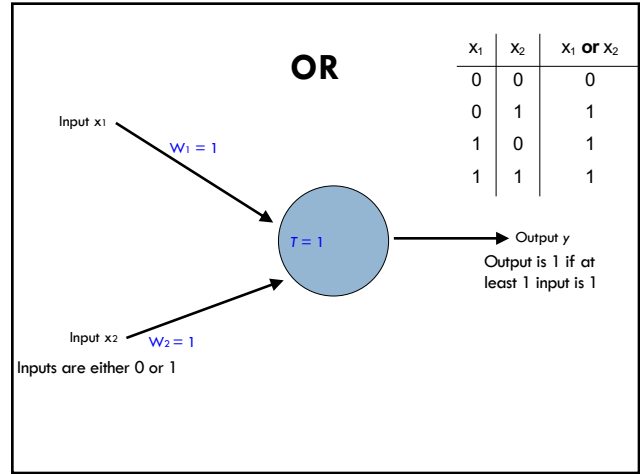 OR
x1 x2 x1 or x2
0 0 0
0 1 1
1 0 1
1 1 1
Input x1
W1 = 1
T = 1
Output y
Output is 1 if at
least 1 input is 1
Input x2
W2 = 1
Inputs are either 0 or 1